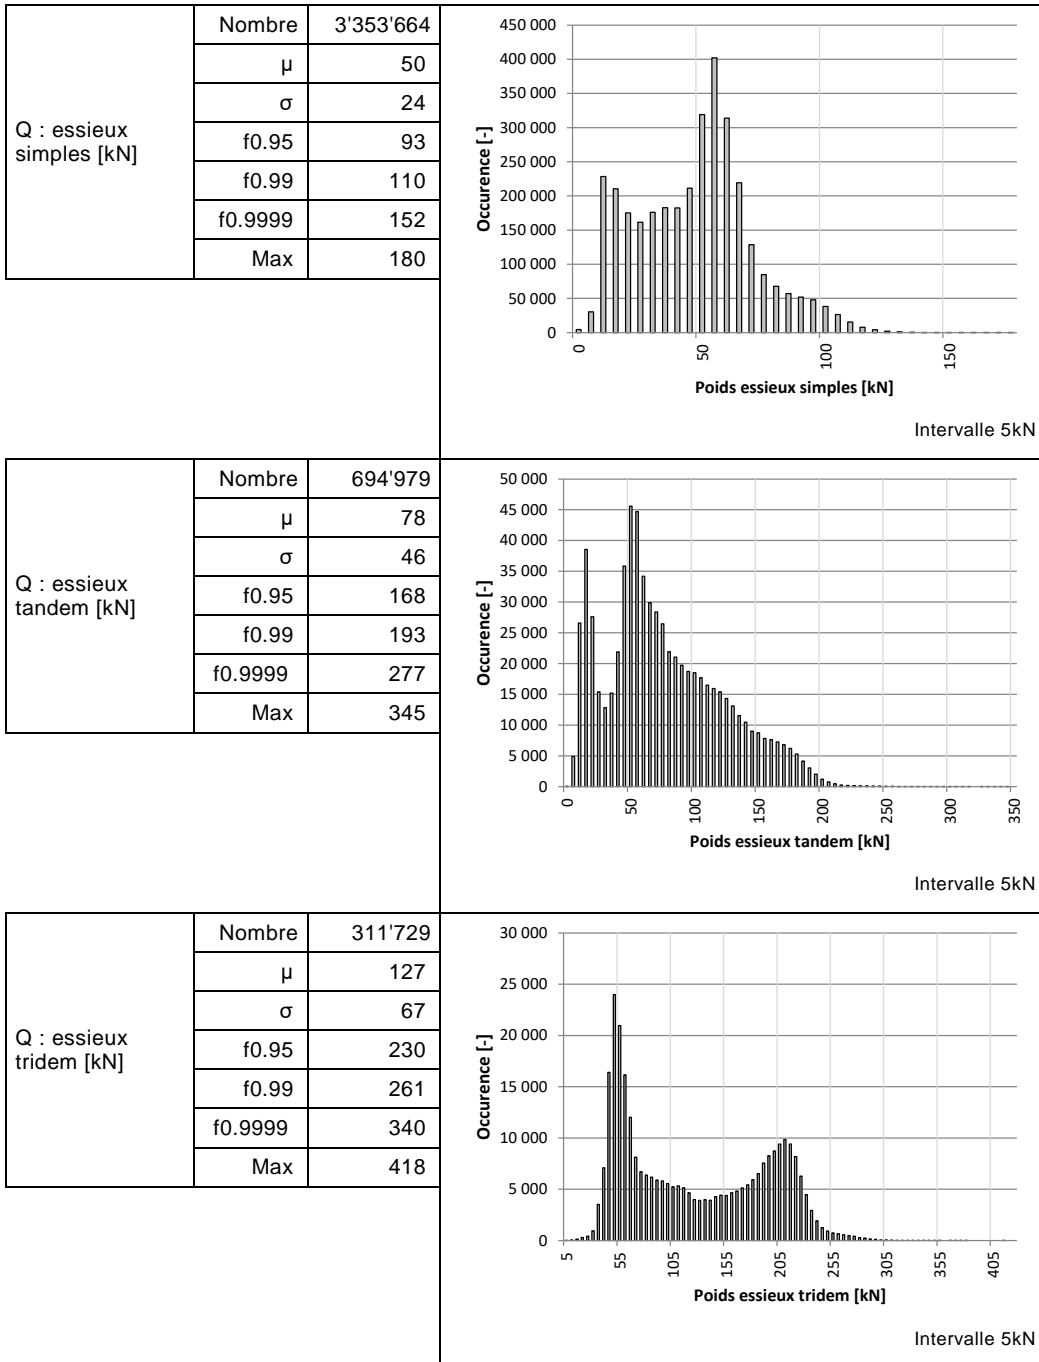 Q : essieux
simples [kN]
Nombre 3'353'664
µ 50
σ 24
f0.95 93
f0.99 110
f0.9999 152
Max 180
450 000
400 000
350 000
300 000
250 000
200 000
150 000
100 000
50 000
0
Occurence [-]
0 50 100 150
Poids essieux simples [kN]
Intervalle 5kN
Q : essieux
tandem [kN]
Nombre 694'979
µ 78
σ 46
f0.95 168
f0.99 193
f0.9999 277
Max 345
50 000
45 000
40 000
35 000
30 000
25 000
20 000
15 000
10 000
5 000
0
Occurence [-]
0 50 100 150 200 250 300 350
Poids essieux tandem [kN]
Intervalle 5kN
Q : essieux
tridem [kN]
Nombre 311'729
µ 127
σ 67
f0.95 230
f0.99 261
f0.9999 340
Max 418
30 000
25 000
20 000
15 000
10 000
5 000
0
Occurence [-]
5 55 105 155 205 255 305 355 405
Poids essieux tridem [kN]
Intervalle 5kN